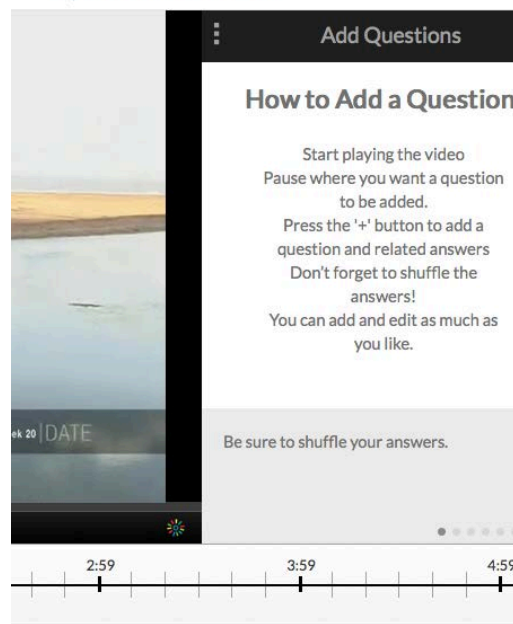 Add Questions
How to Add a Question
Start playing the video
Pause where you want a question
to be added.
Press the '+' button to add a
question and related answers
Don't forget to shuffle the
answers!
You can add and edit as much as
you like.
ek 20 | DATE
Be sure to shuffle your answers.
2:59
3:59
4:59